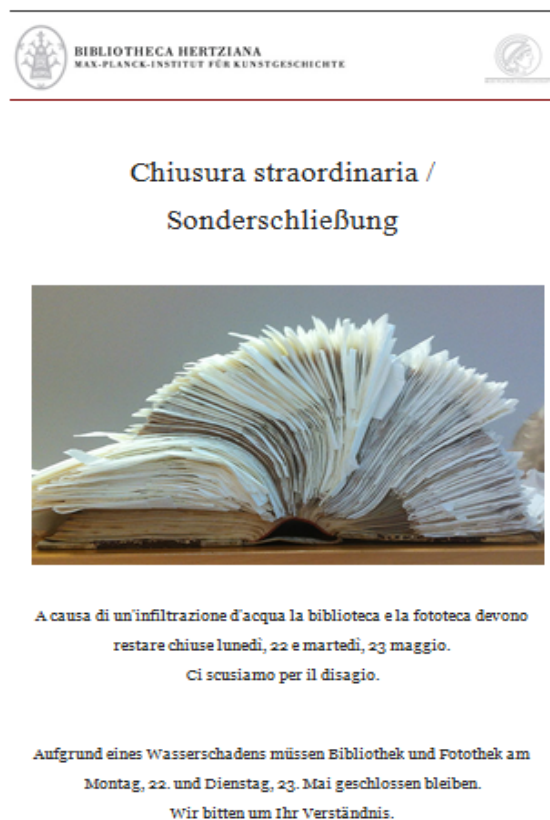 BIBLIOTHECA HERTZIANA
MAX-PLANCK-INSTITUT FÜR KUNSTGESCHICHTE
Chiusura straordinaria /
Sonderschließung
A causa di un'infiltrazione d'acqua la biblioteca e la fototeca devono
restare chiuse lunedì, 22 e martedì, 23 maggio.
Ci scusiamo per il disagio.
Aufgrund eines Wasserschadens müssen Bibliothek und Fotothek am
Montag, 22. und Dienstag, 23. Mai geschlossen bleiben.
Wir bitten um Ihr Verständnis.